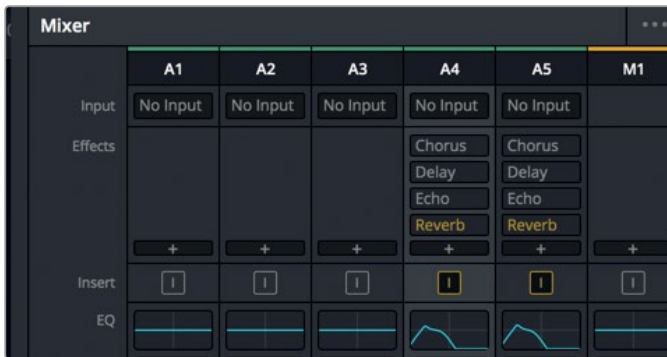 Mixer
A1 A2 A3 A4 A5 M1
Input No Input No Input No Input No Input No Input
Effects Chorus Chorus
Delay Delay
Echo Echo
Reverb Reverb
+ + + + + +
Insert I I I I I I
EQ